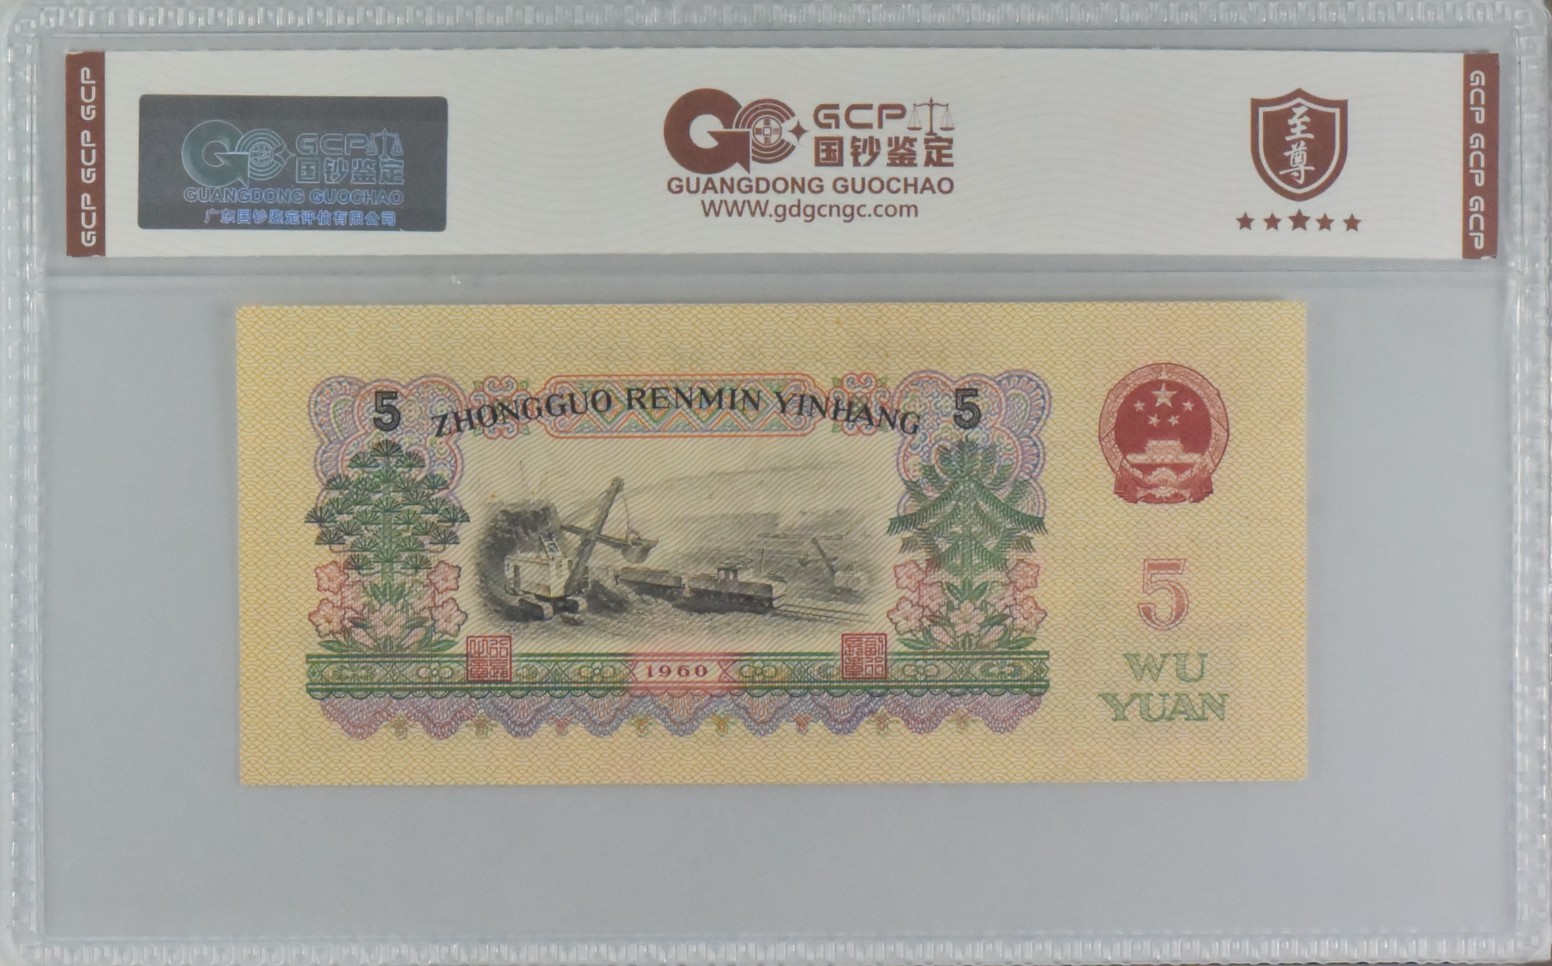 GCP GCP GCP
GCP
国钞鉴定
GUANGDONG GUOCHAO
广东国钞鉴定评估有限公司
GCP
国钞鉴定
GUANGDONG GUOCHAO
WWW.gdgcngc.com
至尊
GCP GCP GCP
5 ZHONGGUO RENMIN YINHANG 5
1960
5
WU
YUAN